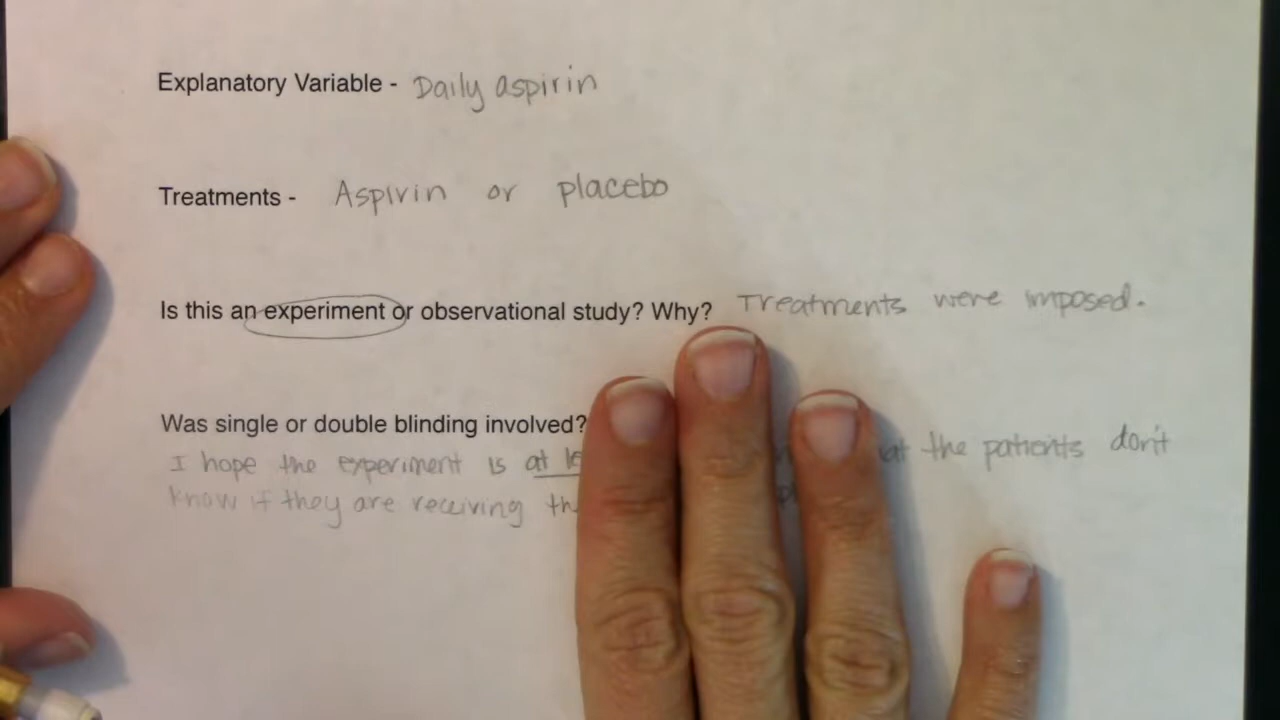 Explanatory Variable - Daily aspirin
Treatments - Aspirin or placebo
Is this an experiment or observational study? Why? Treatments were imposed.
Was single or double blinding involved?
I hope the experiment is at the patients don't
know if they are receiving